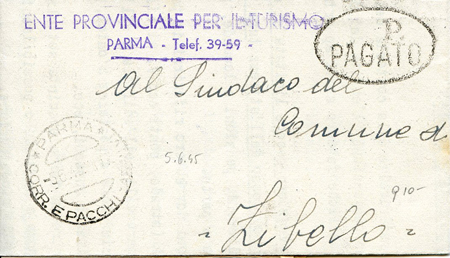 ENTE PROVINCIALE PER IL TURISMO
PARMA - Telef. 39-59 -
P.
PAGATO
Al Sindaco del
Comune d
PARMA
CORR. E PACCHI
5.6.45
910-
- Zibello -